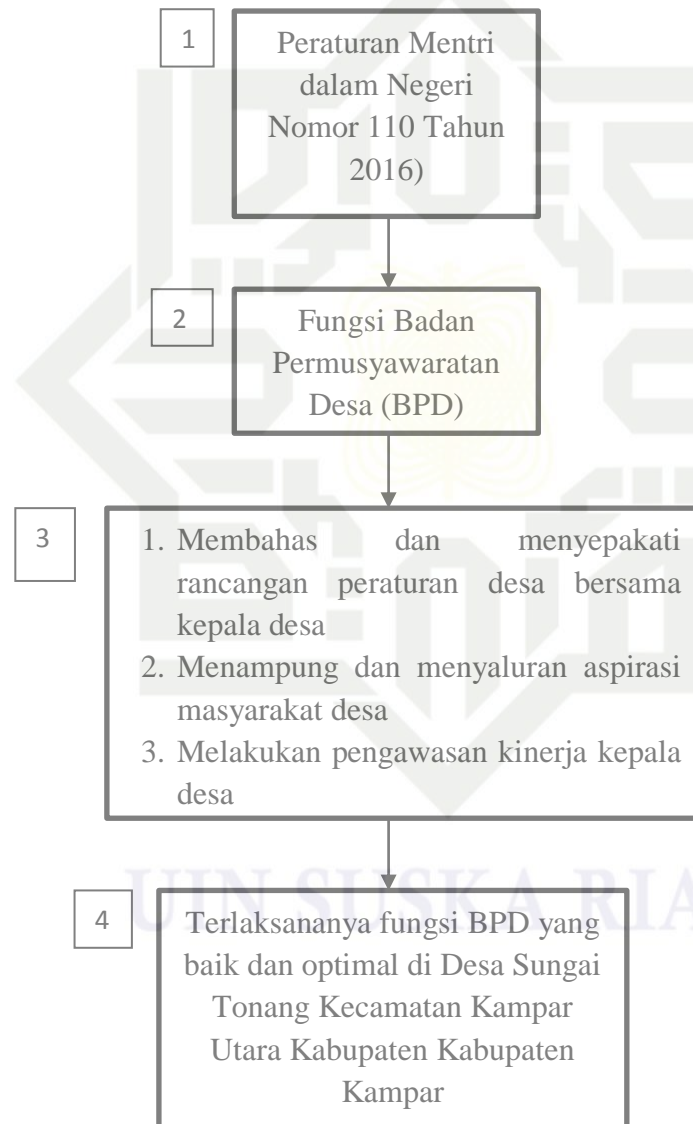 1
Peraturan Mentri
dalam Negeri
Nomor 110 Tahun
2016)
2
Fungsi Badan
Permusyawaratan
Desa (BPD)
3
1. Membahas dan menyepakati
rancangan peraturan desa bersama
kepala desa
2. Menampung dan menyaluran aspirasi
masyarakat desa
3. Melakukan pengawasan kinerja kepala
desa
UIN SUSKA RIA
4
Terlaksananya fungsi BPD yang
baik dan optimal di Desa Sungai
Tonang Kecamatan Kampar
Utara Kabupaten Kabupaten
Kampar